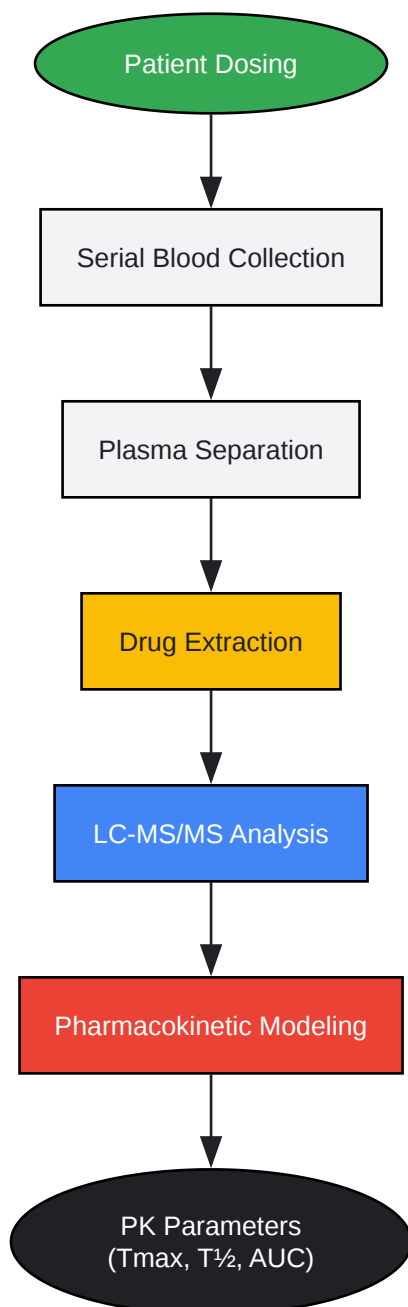 Patient Dosing
Serial Blood Collection
Plasma Separation
Drug Extraction
LC-MS/MS Analysis
Pharmacokinetic Modeling
PK Parameters
(Tmax, T½, AUC)